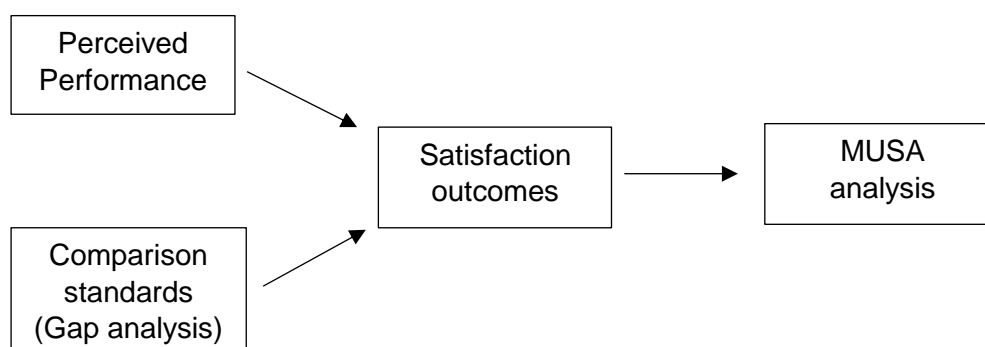 Perceived
Performance
Satisfaction
outcomes
MUSA
analysis
Comparison
standards
(Gap analysis)